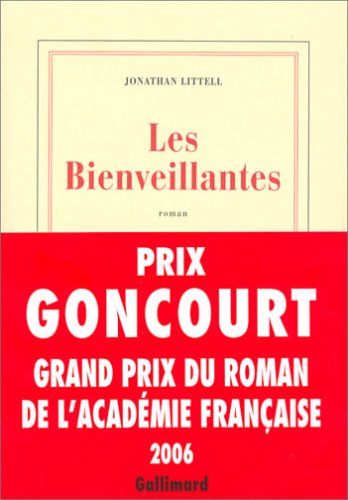 JONATHAN LITTELL
Les
Bienveillantes
roman
PRIX
GONCOURT
GRAND PRIX DU ROMAN
DE L'ACADÉMIE FRANÇAISE
2006
Gallimard